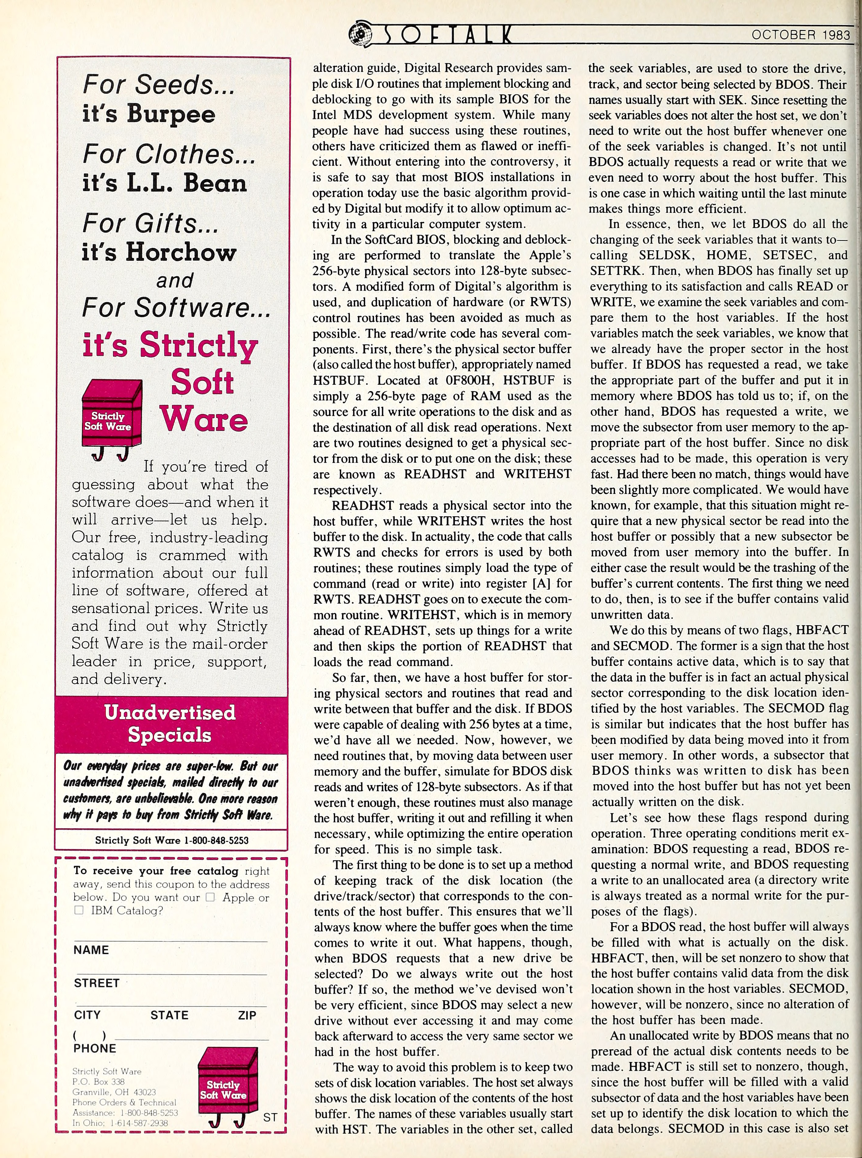 SOFTALK
OCTOBER 1983
For Seeds...
it's Burpee
For Clothes...
it's L.L. Bean
For Gifts...
it's Horchow
and
For Software...
it's Strictly
Soft
Ware
Strictly
Soft Ware
If you're tired of
guessing about what the
software does—and when it
will arrive—let us help.
Our free, industry-leading
catalog is crammed with
information about our full
line of software, offered at
sensational prices. Write us
and find out why Strictly
Soft Ware is the mail-order
leader in price, support,
and delivery.
Unadvertised
Specials
Our everyday prices are super-low. But our
unadvertised specials, mailed directly to our
customers, are unbelievable. One more reason
why it pays to buy from Strictly Soft Ware.
Strictly Soft Ware 1-800-848-5253
To receive your free catalog right
away, send this coupon to the address
below. Do you want our □ Apple or
□ IBM Catalog?
NAME
STREET
CITY STATE ZIP
( )
PHONE
Strictly Soft Ware
P.O. Box 338
Granville, OH 43023
Phone Orders & Technical
Assistance: 1-800-848-5253
In Ohio: 1-614-587-2938
Strictly
Soft Ware
ST
alteration guide, Digital Research provides sam-
ple disk I/O routines that implement blocking and
deblocking to go with its sample BIOS for the
Intel MDS development system. While many
people have had success using these routines,
others have criticized them as flawed or ineffi-
cient. Without entering into the controversy, it
is safe to say that most BIOS installations in
operation today use the basic algorithm provid-
ed by Digital but modify it to allow optimum ac-
tivity in a particular computer system.
In the SoftCard BIOS, blocking and deblock-
ing are performed to translate the Apple's
256-byte physical sectors into 128-byte subsec-
tors. A modified form of Digital's algorithm is
used, and duplication of hardware (or RWTS)
control routines has been avoided as much as
possible. The read/write code has several com-
ponents. First, there's the physical sector buffer
(also called the host buffer), appropriately named
HSTBUF. Located at 0F800H, HSTBUF is
simply a 256-byte page of RAM used as the
source for all write operations to the disk and as
the destination of all disk read operations. Next
are two routines designed to get a physical sec-
tor from the disk or to put one on the disk; these
are known as READHST and WRITEHST
respectively.
READHST reads a physical sector into the
host buffer, while WRITEHST writes the host
buffer to the disk. In actuality, the code that calls
RWTS and checks for errors is used by both
routines; these routines simply load the type of
command (read or write) into register [A] for
RWTS. READHST goes on to execute the com-
mon routine. WRITEHST, which is in memory
ahead of READHST, sets up things for a write
and then skips the portion of READHST that
loads the read command.
So far, then, we have a host buffer for stor-
ing physical sectors and routines that read and
write between that buffer and the disk. If BDOS
were capable of dealing with 256 bytes at a time,
we'd have all we needed. Now, however, we
need routines that, by moving data between user
memory and the buffer, simulate for BDOS disk
reads and writes of 128-byte subsectors. As if that
weren't enough, these routines must also manage
the host buffer, writing it out and refilling it when
necessary, while optimizing the entire operation
for speed. This is no simple task.
The first thing to be done is to set up a method
of keeping track of the disk location (the
drive/track/sector) that corresponds to the con-
tents of the host buffer. This ensures that we'll
always know where the buffer goes when the time
comes to write it out. What happens, though,
when BDOS requests that a new drive be
selected? Do we always write out the host
buffer? If so, the method we've devised won't
be very efficient, since BDOS may select a new
drive without ever accessing it and may come
back afterward to access the very same sector we
had in the host buffer.
The way to avoid this problem is to keep two
sets of disk location variables. The host set always
shows the disk location of the contents of the host
buffer. The names of these variables usually start
with HST. The variables in the other set, called
the seek variables, are used to store the drive,
track, and sector being selected by BDOS. Their
names usually start with SEK. Since resetting the
seek variables does not alter the host set, we don't
need to write out the host buffer whenever one
of the seek variables is changed. It's not until
BDOS actually requests a read or write that we
even need to worry about the host buffer. This
is one case in which waiting until the last minute
makes things more efficient.
In essence, then, we let BDOS do all the
changing of the seek variables that it wants to—
calling SELDSK, HOME, SETSEC, and
SETTRK. Then, when BDOS has finally set up
everything to its satisfaction and calls READ or
WRITE, we examine the seek variables and com-
pare them to the host variables. If the host
variables match the seek variables, we know that
we already have the proper sector in the host
buffer. If BDOS has requested a read, we take
the appropriate part of the buffer and put it in
memory where BDOS has told us to; if, on the
other hand, BDOS has requested a write, we
move the subsector from user memory to the ap-
propriate part of the host buffer. Since no disk
accesses had to be made, this operation is very
fast. Had there been no match, things would have
been slightly more complicated. We would have
known, for example, that this situation might re-
quire that a new physical sector be read into the
host buffer or possibly that a new subsector be
moved from user memory into the buffer. In
either case the result would be the trashing of the
buffer's current contents. The first thing we need
to do, then, is to see if the buffer contains valid
unwritten data.
We do this by means of two flags, HBFACT
and SECMOD. The former is a sign that the host
buffer contains active data, which is to say that
the data in the buffer is in fact an actual physical
sector corresponding to the disk location iden-
tified by the host variables. The SECMOD flag
is similar but indicates that the host buffer has
been modified by data being moved into it from
user memory. In other words, a subsector that
BDOS thinks was written to disk has been
moved into the host buffer but has not yet been
actually written on the disk.
Let's see how these flags respond during
operation. Three operating conditions merit ex-
amination: BDOS requesting a read, BDOS re-
questing a normal write, and BDOS requesting
a write to an unallocated area (a directory write
is always treated as a normal write for the pur-
poses of the flags).
For a BDOS read, the host buffer will always
be filled with what is actually on the disk.
HBFACT, then, will be set nonzero to show that
the host buffer contains valid data from the disk
location shown in the host variables. SECMOD,
however, will be nonzero, since no alteration of
the host buffer has been made.
An unallocated write by BDOS means that no
preread of the actual disk contents needs to be
made. HBFACT is still set to nonzero, though,
since the host buffer will be filled with a valid
subsector of data and the host variables have been
set up to identify the disk location to which the
data belongs. SECMOD in this case is also set